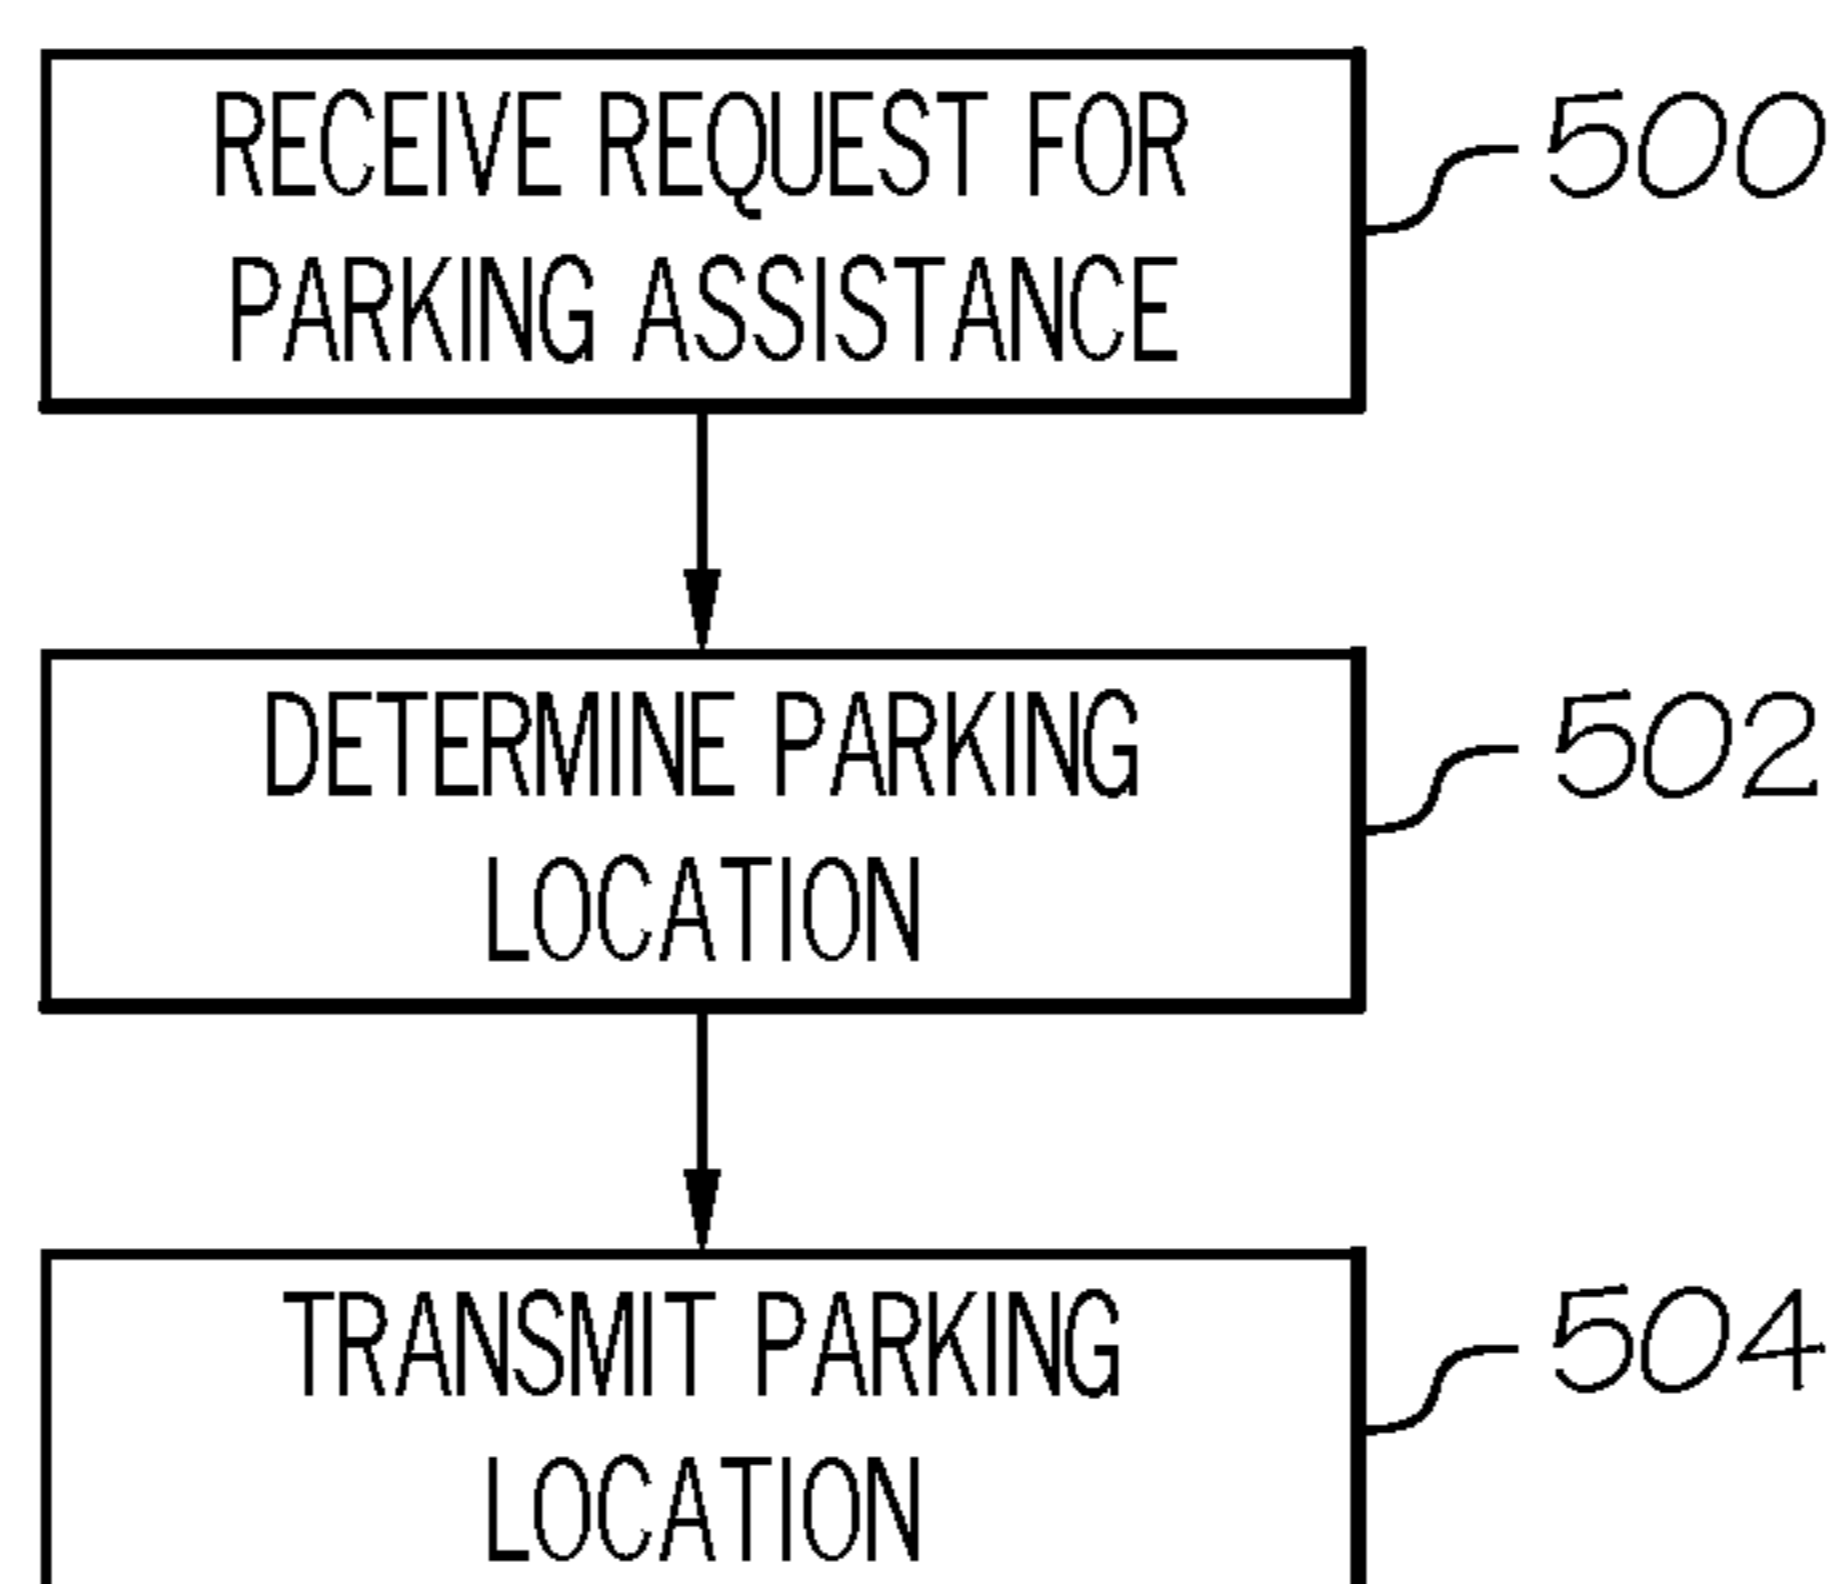 RECEIVE REQUEST FOR
PARKING ASSISTANCE
500
DETERMINE PARKING
LOCATION
502
TRANSMIT PARKING
LOCATION
504